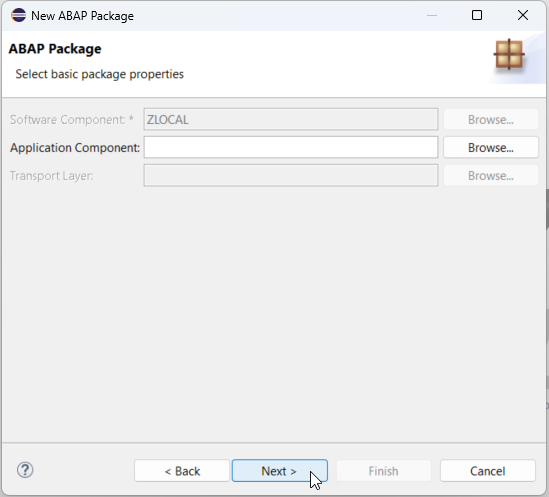 New ABAP Package
ABAP Package
Select basic package properties
Software Component: * ZLOCAL Browse...
Application Component: Browse...
Transport Layer: Browse...
? < Back Next > Finish Cancel